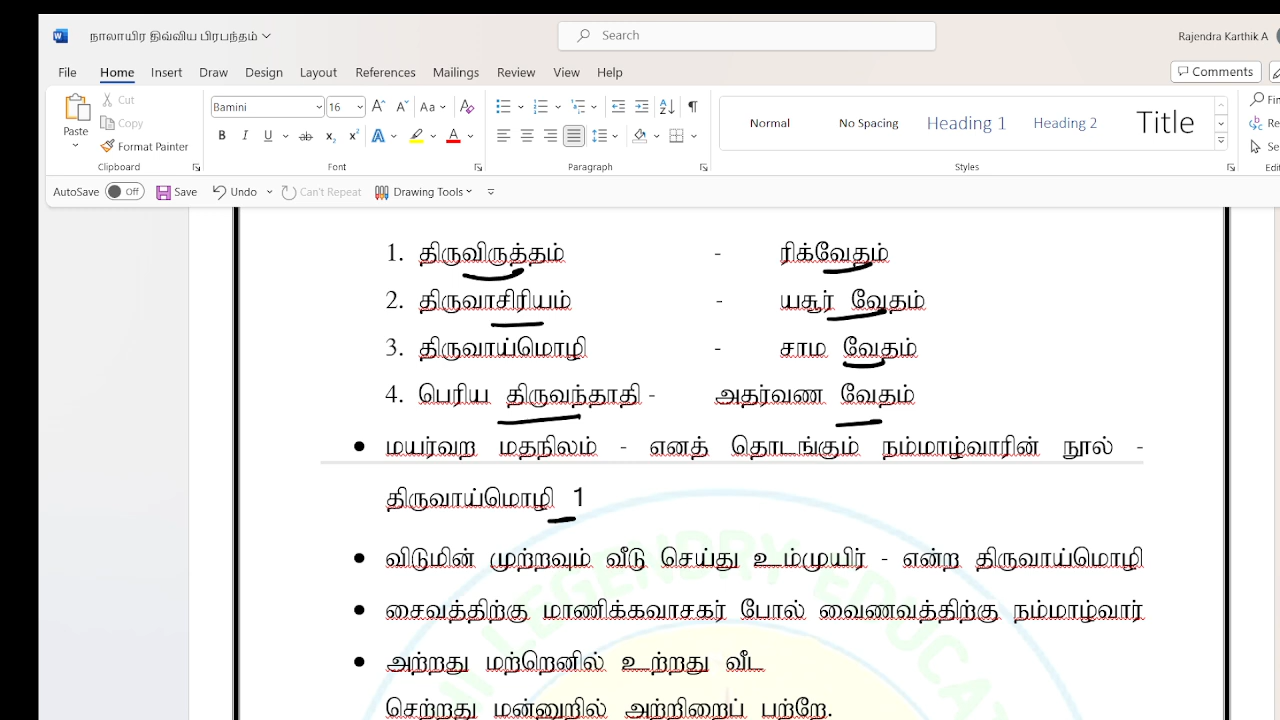 நாலாயிர திவ்விய பிரபந்தம்
Search
Rajendra Karthik A
File Home Insert Draw Design Layout References Mailings Review View Help
Comments
Paste
Cut
Copy
Format Painter
Clipboard
Bamini 16
Font
Paragraph
Normal No Spacing Heading 1 Heading 2 Title
Styles
AutoSave Off Save Undo Can't Repeat Drawing Tools
1. திருவிருத்தம் - ரிக்வேதம்
2. திருவாசிரியம் - யசூர் வேதம்
3. திருவாய்மொழி - சாம வேதம்
4. பெரிய திருவந்தாதி - அதர்வண வேதம்
• மயர்வற மதநிலம் - எனத் தொடங்கும் நம்மாழ்வாரின் நூல் -
திருவாய்மொழி 1
• விடுமின் முற்றவும் வீடு செய்து உம்முயிர் - என்ற திருவாய்மொழி
• சைவத்திற்கு மாணிக்கவாசகர் போல் வைணவத்திற்கு நம்மாழ்வார்
• அற்றது மற்றெனில் உற்றது வீட
செற்றது மன்னுறில் அற்றிறைப் பற்றே.